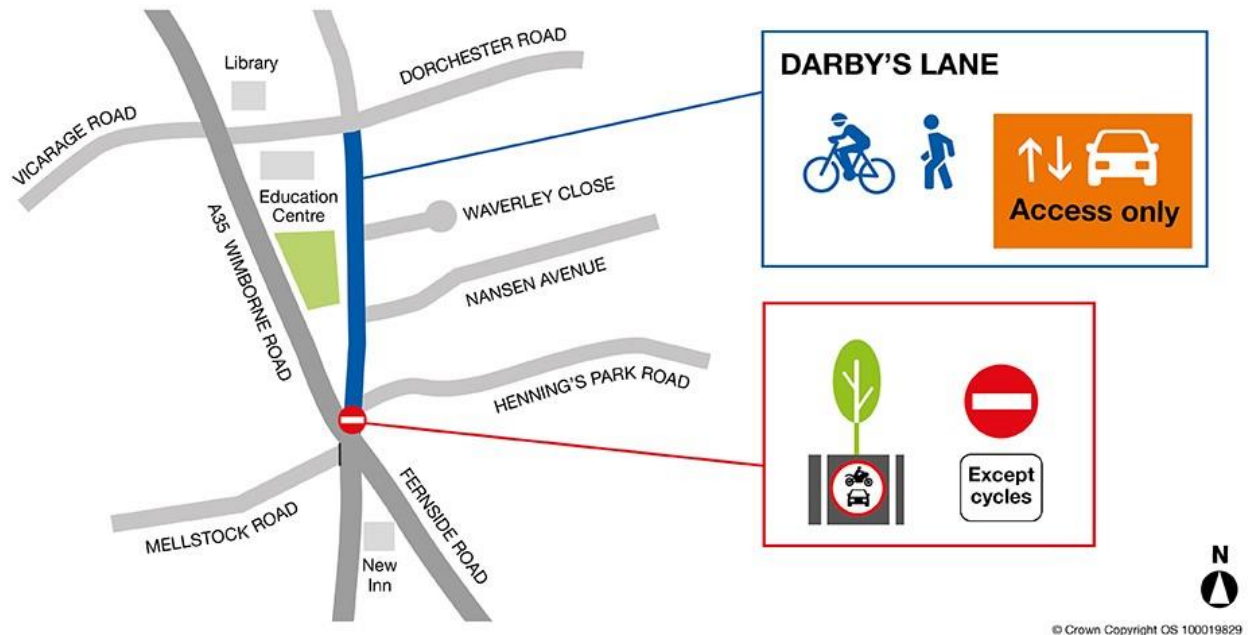 Library
DORCHESTER ROAD
VICARAGE ROAD
Education
Centre
WAVERLEY CLOSE
A35 WIMBORNE ROAD
NANSEN AVENUE
HENNING'S PARK ROAD
MELLSTOCK ROAD
FERNSIDE ROAD
New
Inn
DARBY'S LANE
Access only
Except
cycles
N
© Crown Copyright OS 100019829